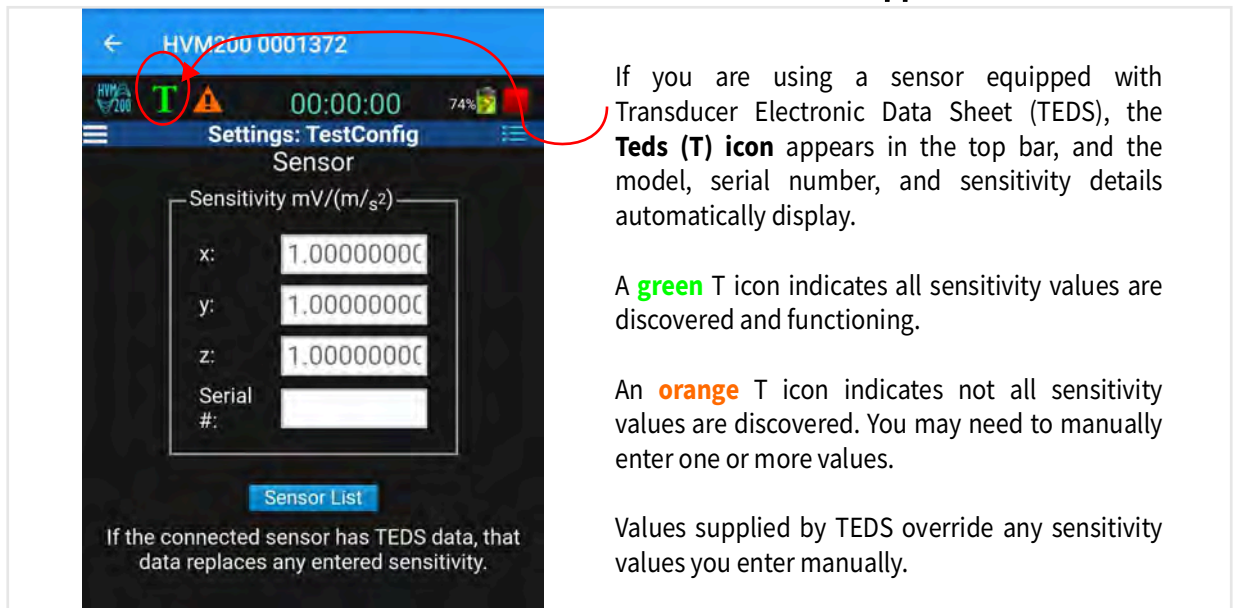 ← HVM200 0001372
HVM 200 T 00:00:00 74%
Settings: TestConfig
Sensor
Sensitivity mV/(m/s²)
x: 1.0000000
y: 1.0000000
z: 1.0000000
Serial
#:
Sensor List
If the connected sensor has TEDS data, that
data replaces any entered sensitivity.
If you are using a sensor equipped with
Transducer Electronic Data Sheet (TEDS), the
Teds (T) icon appears in the top bar, and the
model, serial number, and sensitivity details
automatically display.
A green T icon indicates all sensitivity values are
discovered and functioning.
An orange T icon indicates not all sensitivity
values are discovered. You may need to manually
enter one or more values.
Values supplied by TEDS override any sensitivity
values you enter manually.